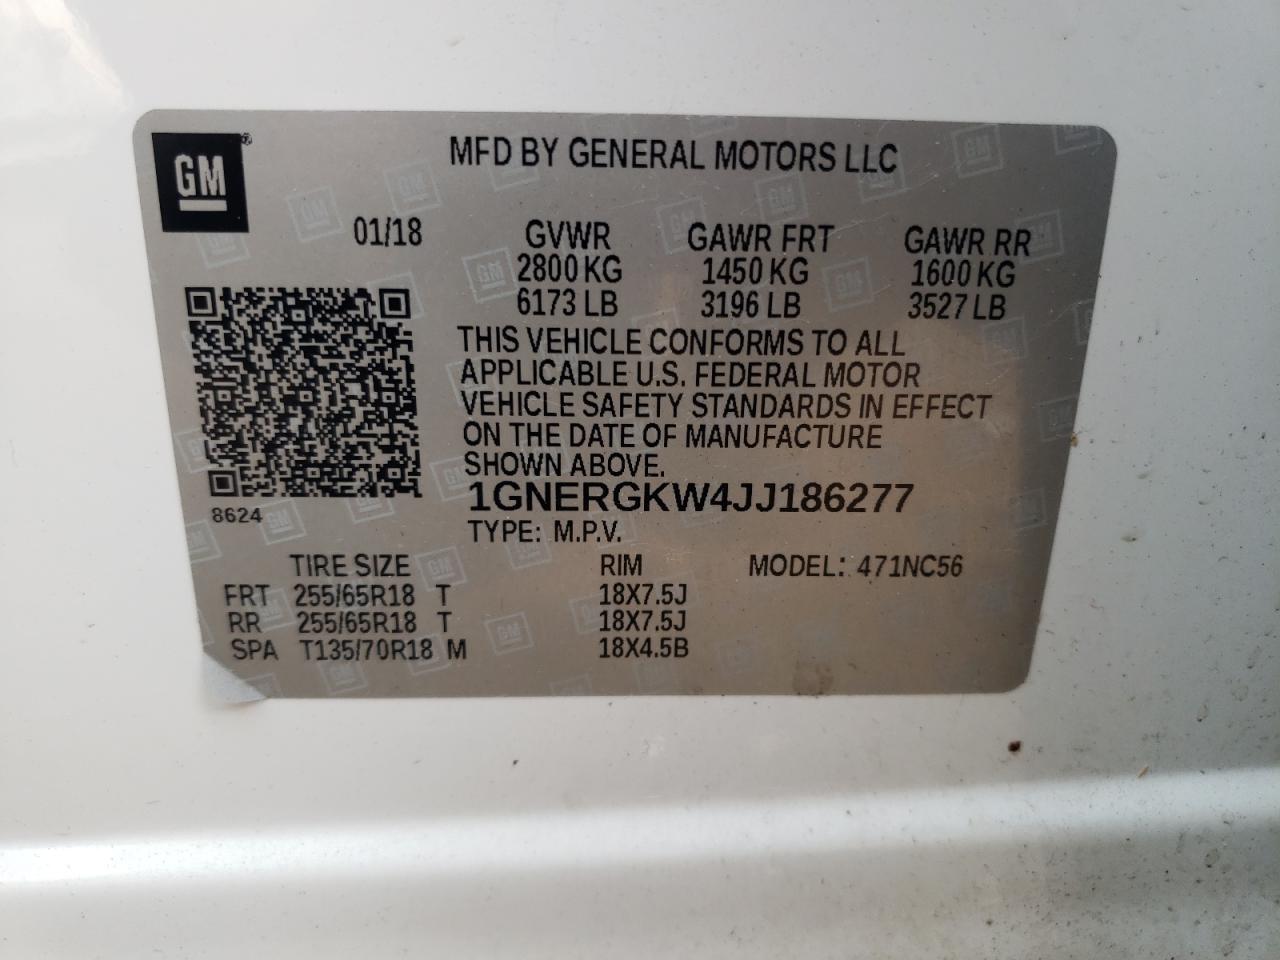 GM
MFD BY GENERAL MOTORS LLC
01/18 GVWR GAWR FRT GAWR RR
2800 KG 1450 KG 1600 KG
6173 LB 3196 LB 3527 LB
THIS VEHICLE CONFORMS TO ALL
APPLICABLE U.S. FEDERAL MOTOR
VEHICLE SAFETY STANDARDS IN EFFECT
ON THE DATE OF MANUFACTURE
SHOWN ABOVE.
1GNERGKW4JJ186277
8624
TYPE: M.P.V.
TIRE SIZE RIM MODEL: 471NC56
FRT 255/65R18 T 18X7.5J
RR 255/65R18 T 18X7.5J
SPA T135/70R18 M 18X4.5B